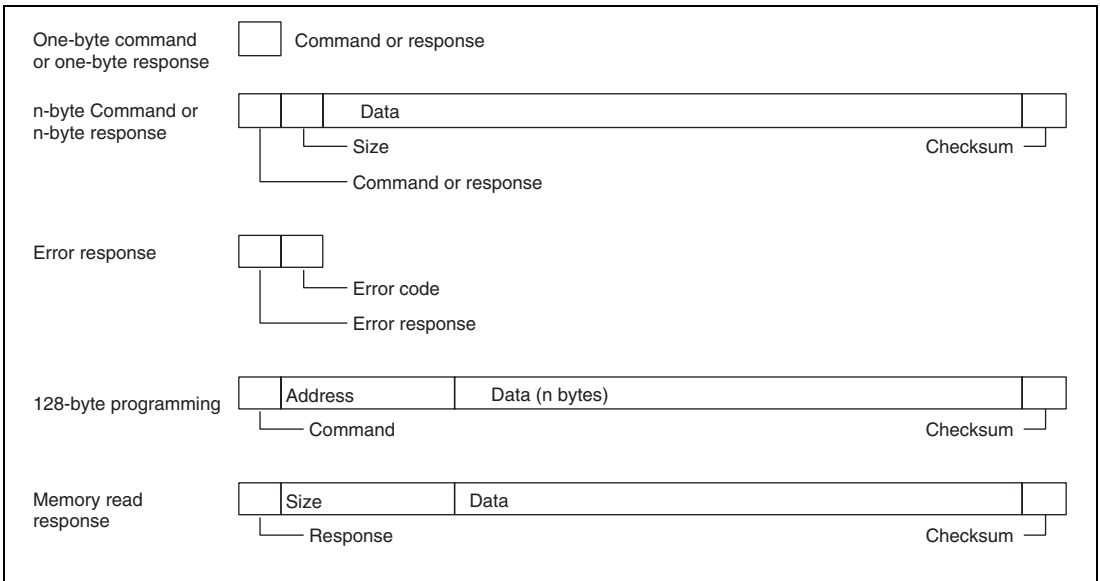 One-byte command
or one-byte response
Command or response
n-byte Command or
n-byte response
Data
Size
Checksum
Command or response
Error response
Error code
Error response
128-byte programming
Address
Data (n bytes)
Command
Checksum
Memory read
response
Size
Data
Response
Checksum